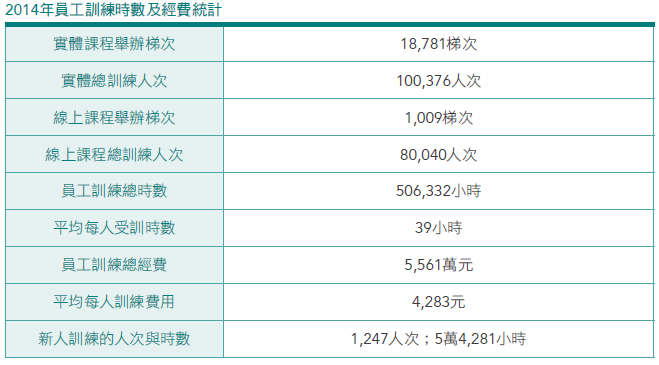 2014年員工訓練時數及經費統計
實體課程舉辦梯次 18,781梯次
實體總訓練人次 100,376人次
線上課程舉辦梯次 1,009梯次
線上課程總訓練人次 80,040人次
員工訓練總時數 506,332小時
平均每人受訓時數 39小時
員工訓練總經費 5,561萬元
平均每人訓練費用 4,283元
新人訓練的人次與時數 1,247人次；5萬4,281小時